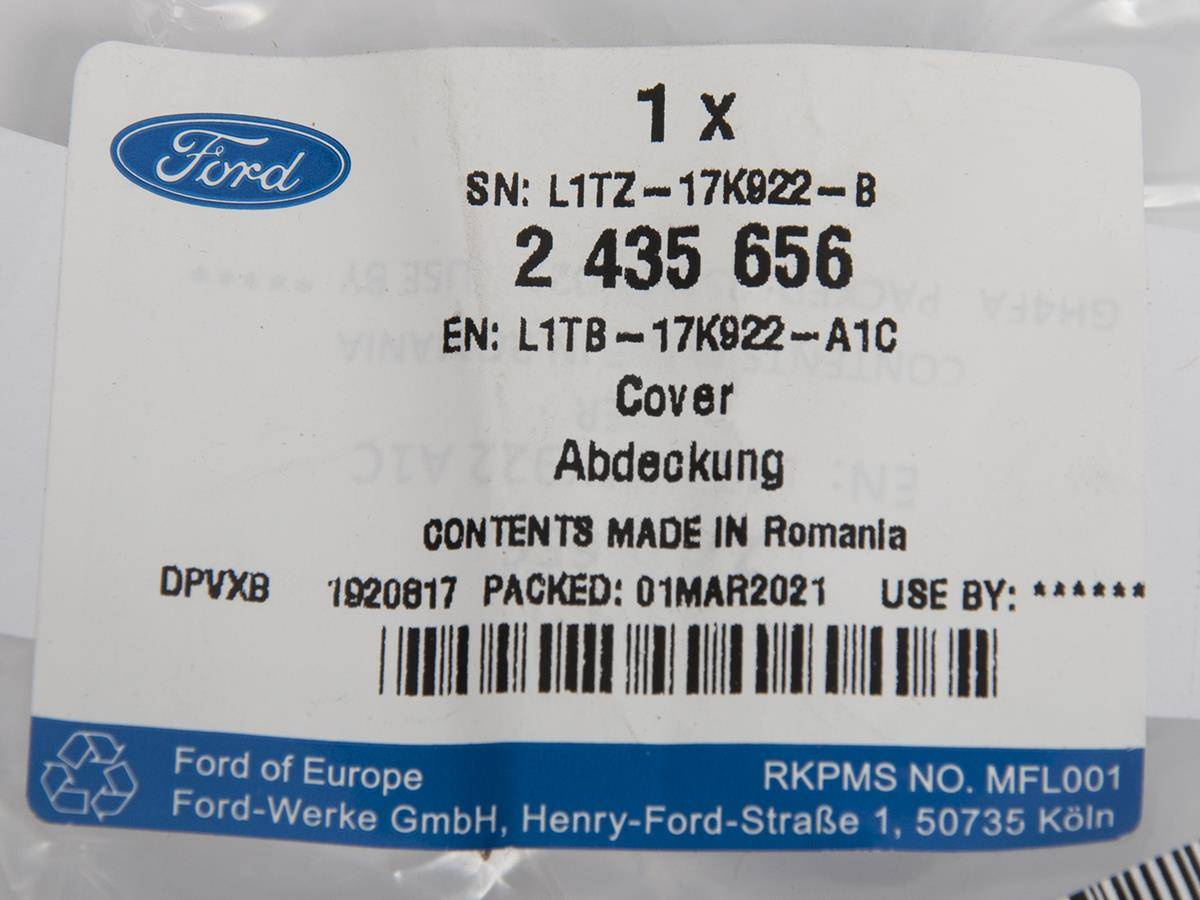 Ford
1 x
SN: L1TZ-17K922-B
2 435 656
EN: L1TB-17K922-A1C
Cover
Abdeckung
CONTENTS MADE IN Romania
DPVXB 1920817 PACKED: 01MAR2021 USE BY: ******
Ford of Europe RKPMS NO. MFL001
Ford-Werke GmbH, Henry-Ford-Straße 1, 50735 Köln